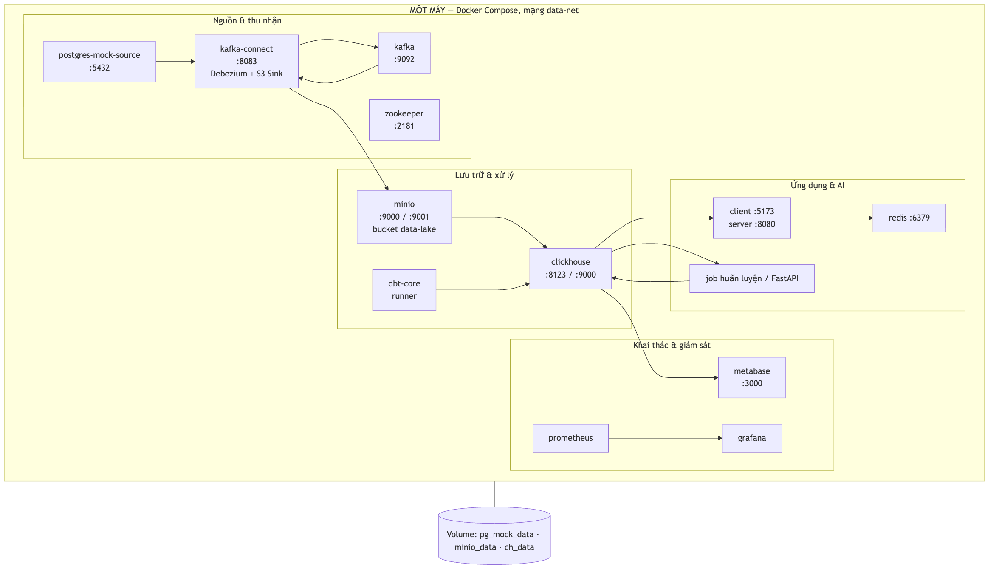 MỘT MÁY — Docker Compose, mạng data-net
Nguồn & thu nhận
postgres-mock-source
:5432
kafka-connect
:8083
Debezium + S3 Sink
kafka
:9092
zookeeper
:2181
Lưu trữ & xử lý
minio
:9000 / :9001
bucket data-lake
dbt-core
runner
clickhouse
:8123 / :9000
Ứng dụng & AI
client :5173
server :8080
redis :6379
job huấn luyện / FastAPI
Khai thác & giám sát
metabase
:3000
prometheus
grafana
Volume: pg_mock_data ·
minio_data · ch_data